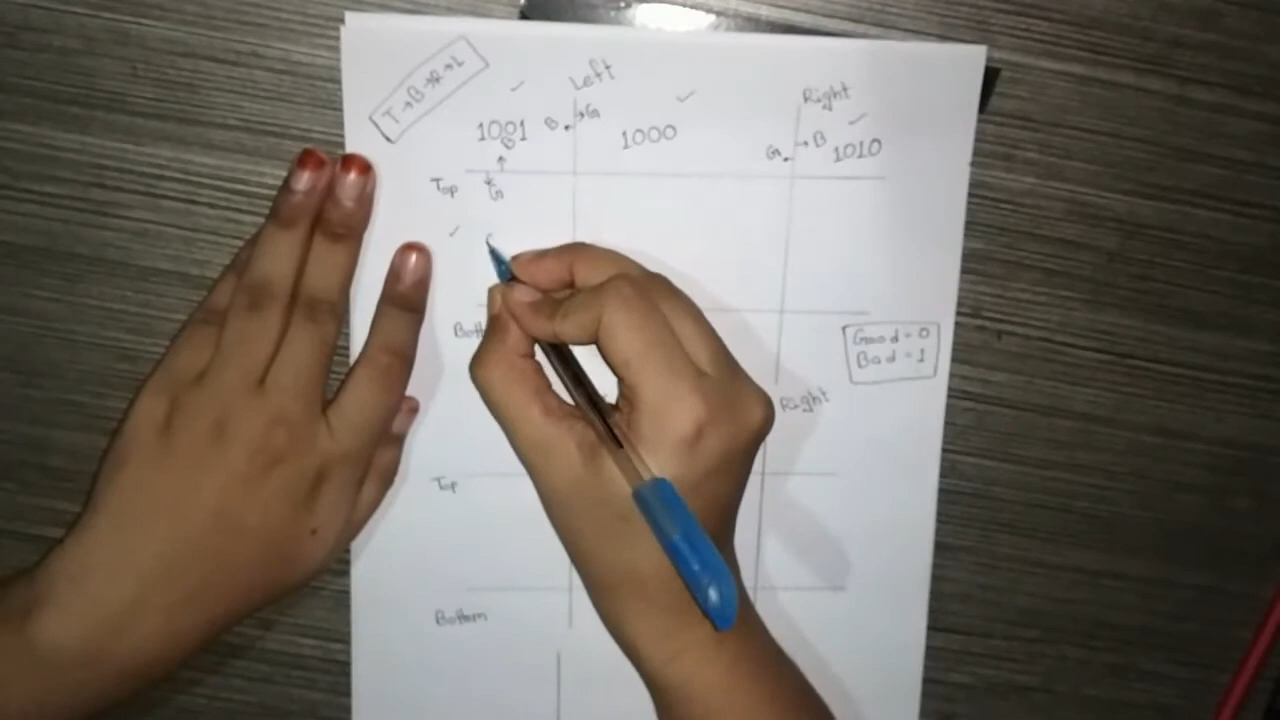 T→B→R→L
Left
Right
1001
B
B ←→ G
1000
G ←→ B
1010
Top
G
Good = 0
Bad = 1
Right
Top
Bottom